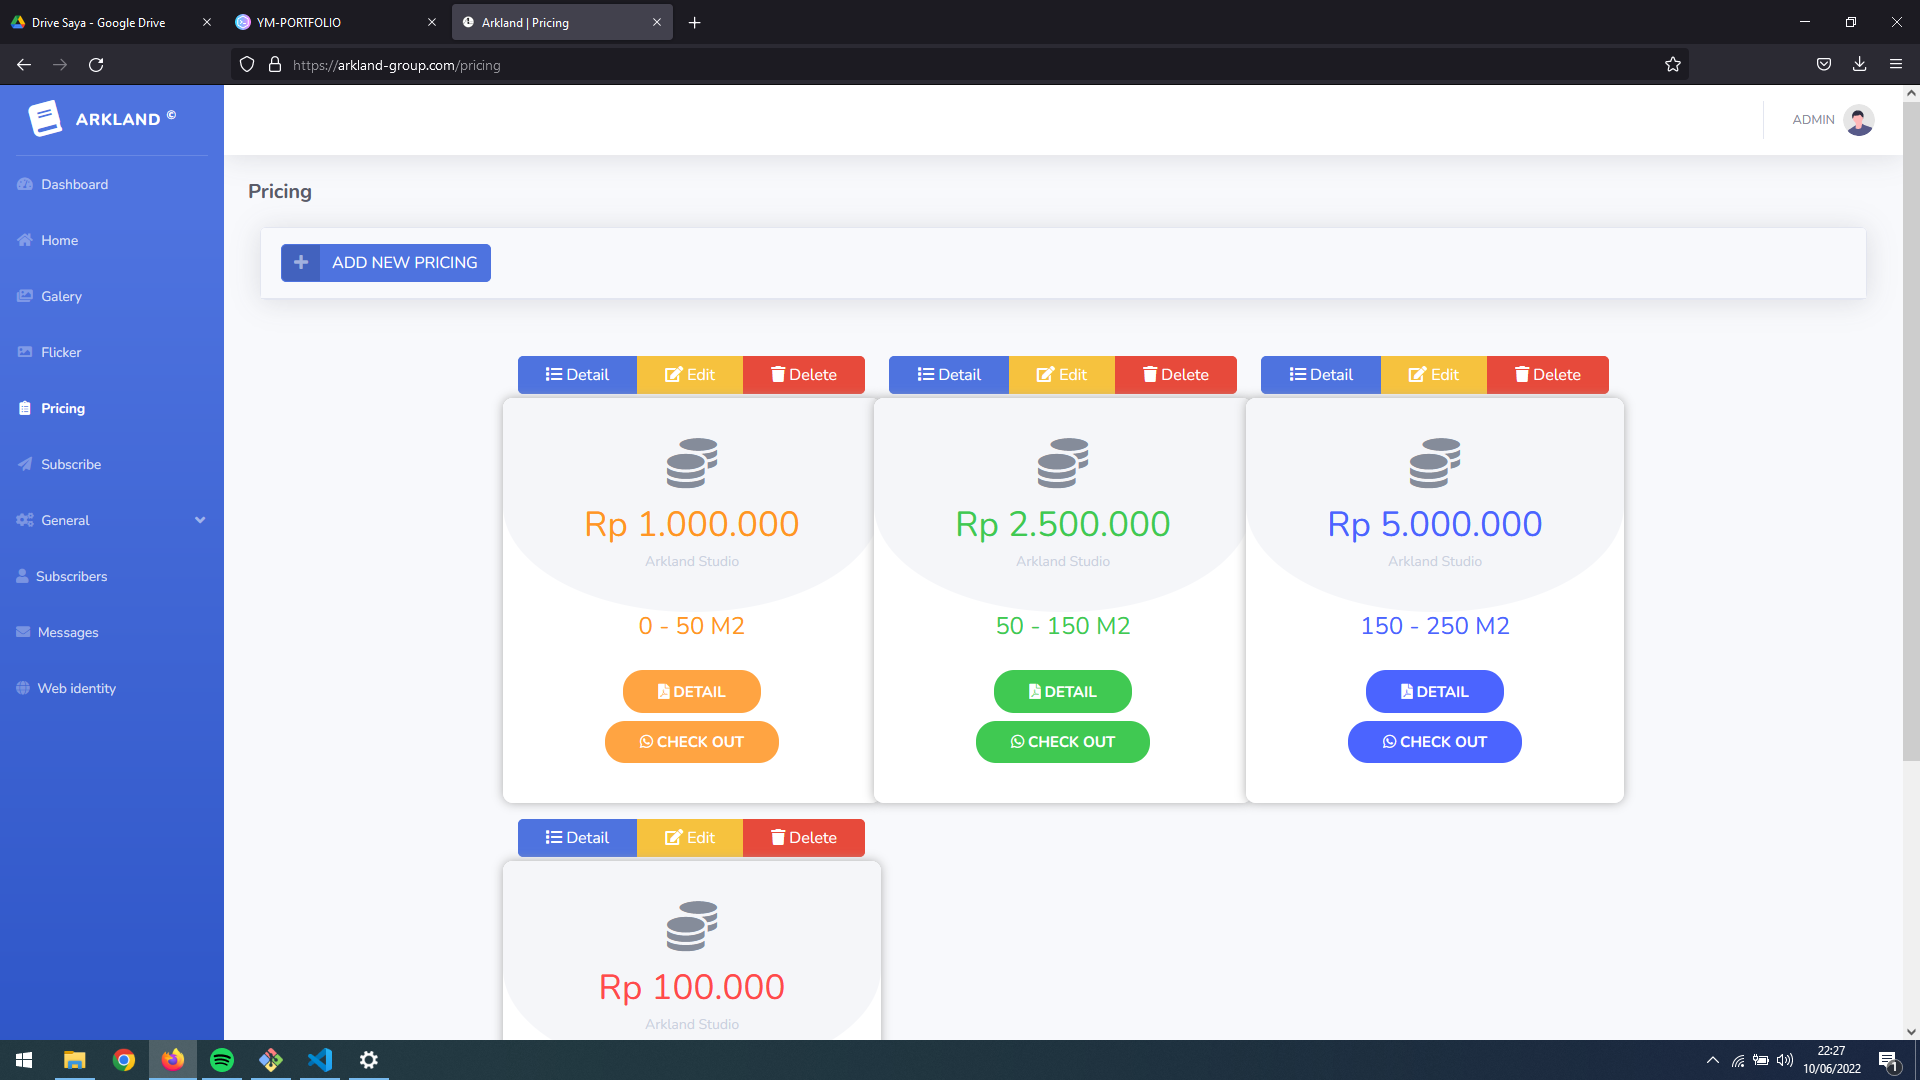 Drive Saya - Google Drive
YM-PORTFOLIO
Arkland | Pricing
https://arkland-group.com/pricing
ARKLAND ©
ADMIN
Dashboard
Home
Galery
Flicker
Pricing
Subscribe
General
Subscribers
Messages
Web identity
Pricing
ADD NEW PRICING
Detail Edit Delete Detail Edit Delete Detail Edit Delete
Rp 1.000.000 Rp 2.500.000 Rp 5.000.000
Arkland Studio Arkland Studio Arkland Studio
0 - 50 M2 50 - 150 M2 150 - 250 M2
DETAIL DETAIL DETAIL
CHECK OUT CHECK OUT CHECK OUT
Detail Edit Delete
Rp 100.000
Arkland Studio
22:27
10/06/2022
1